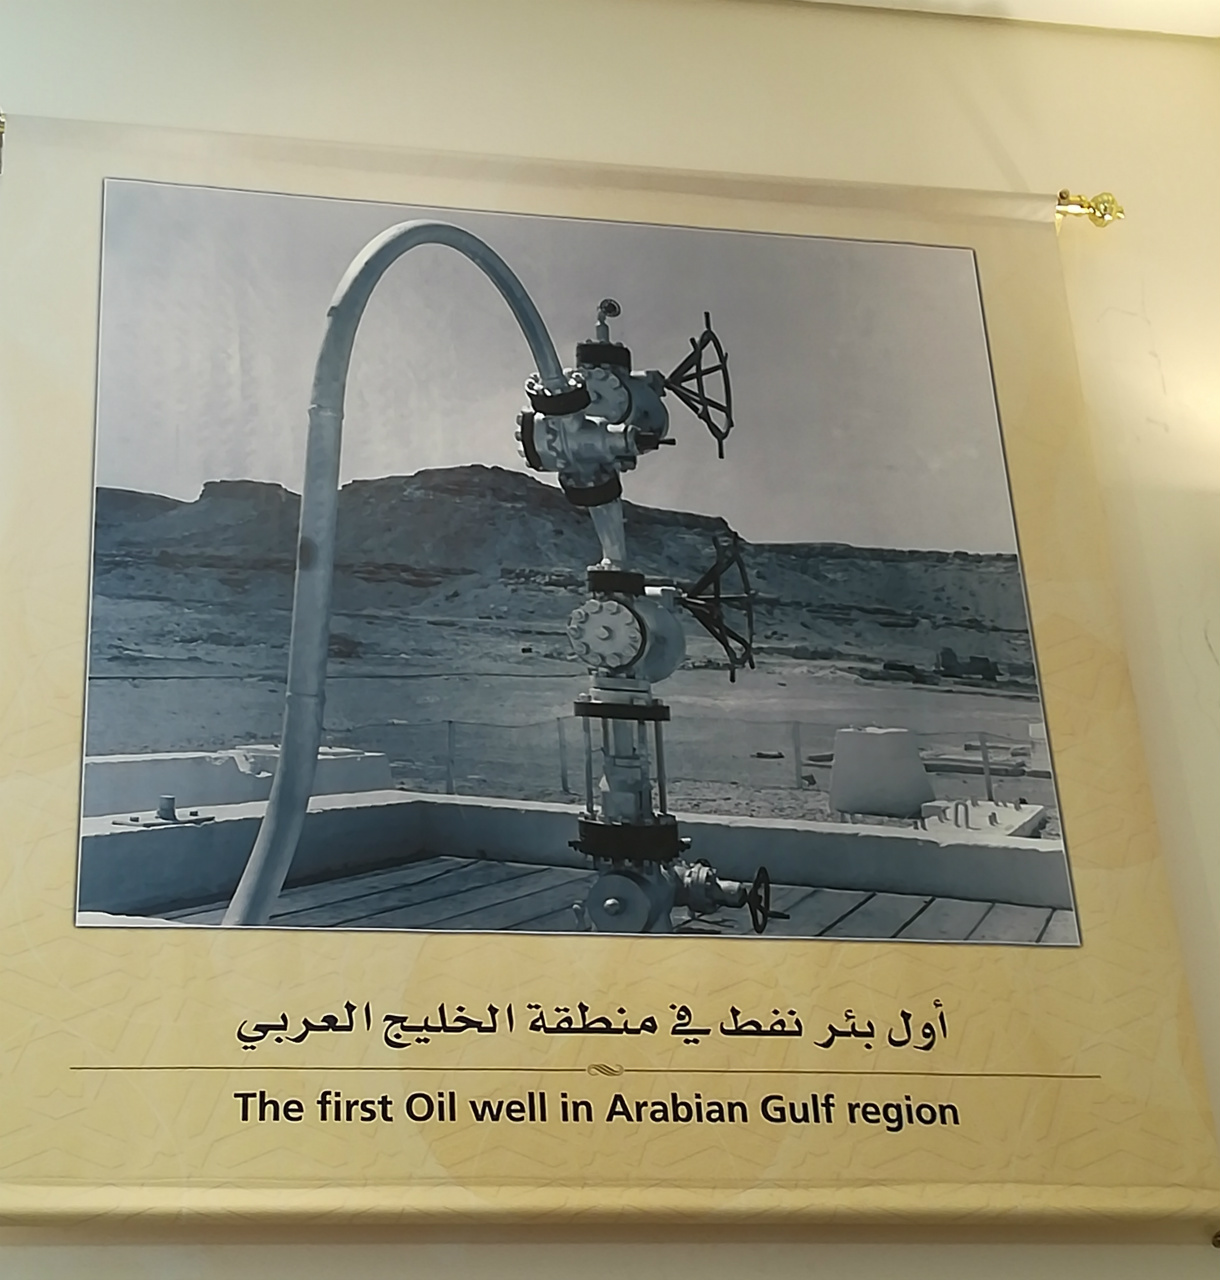 أول بئر نفط في منطقة الخليج العربي
The first Oil well in Arabian Gulf region